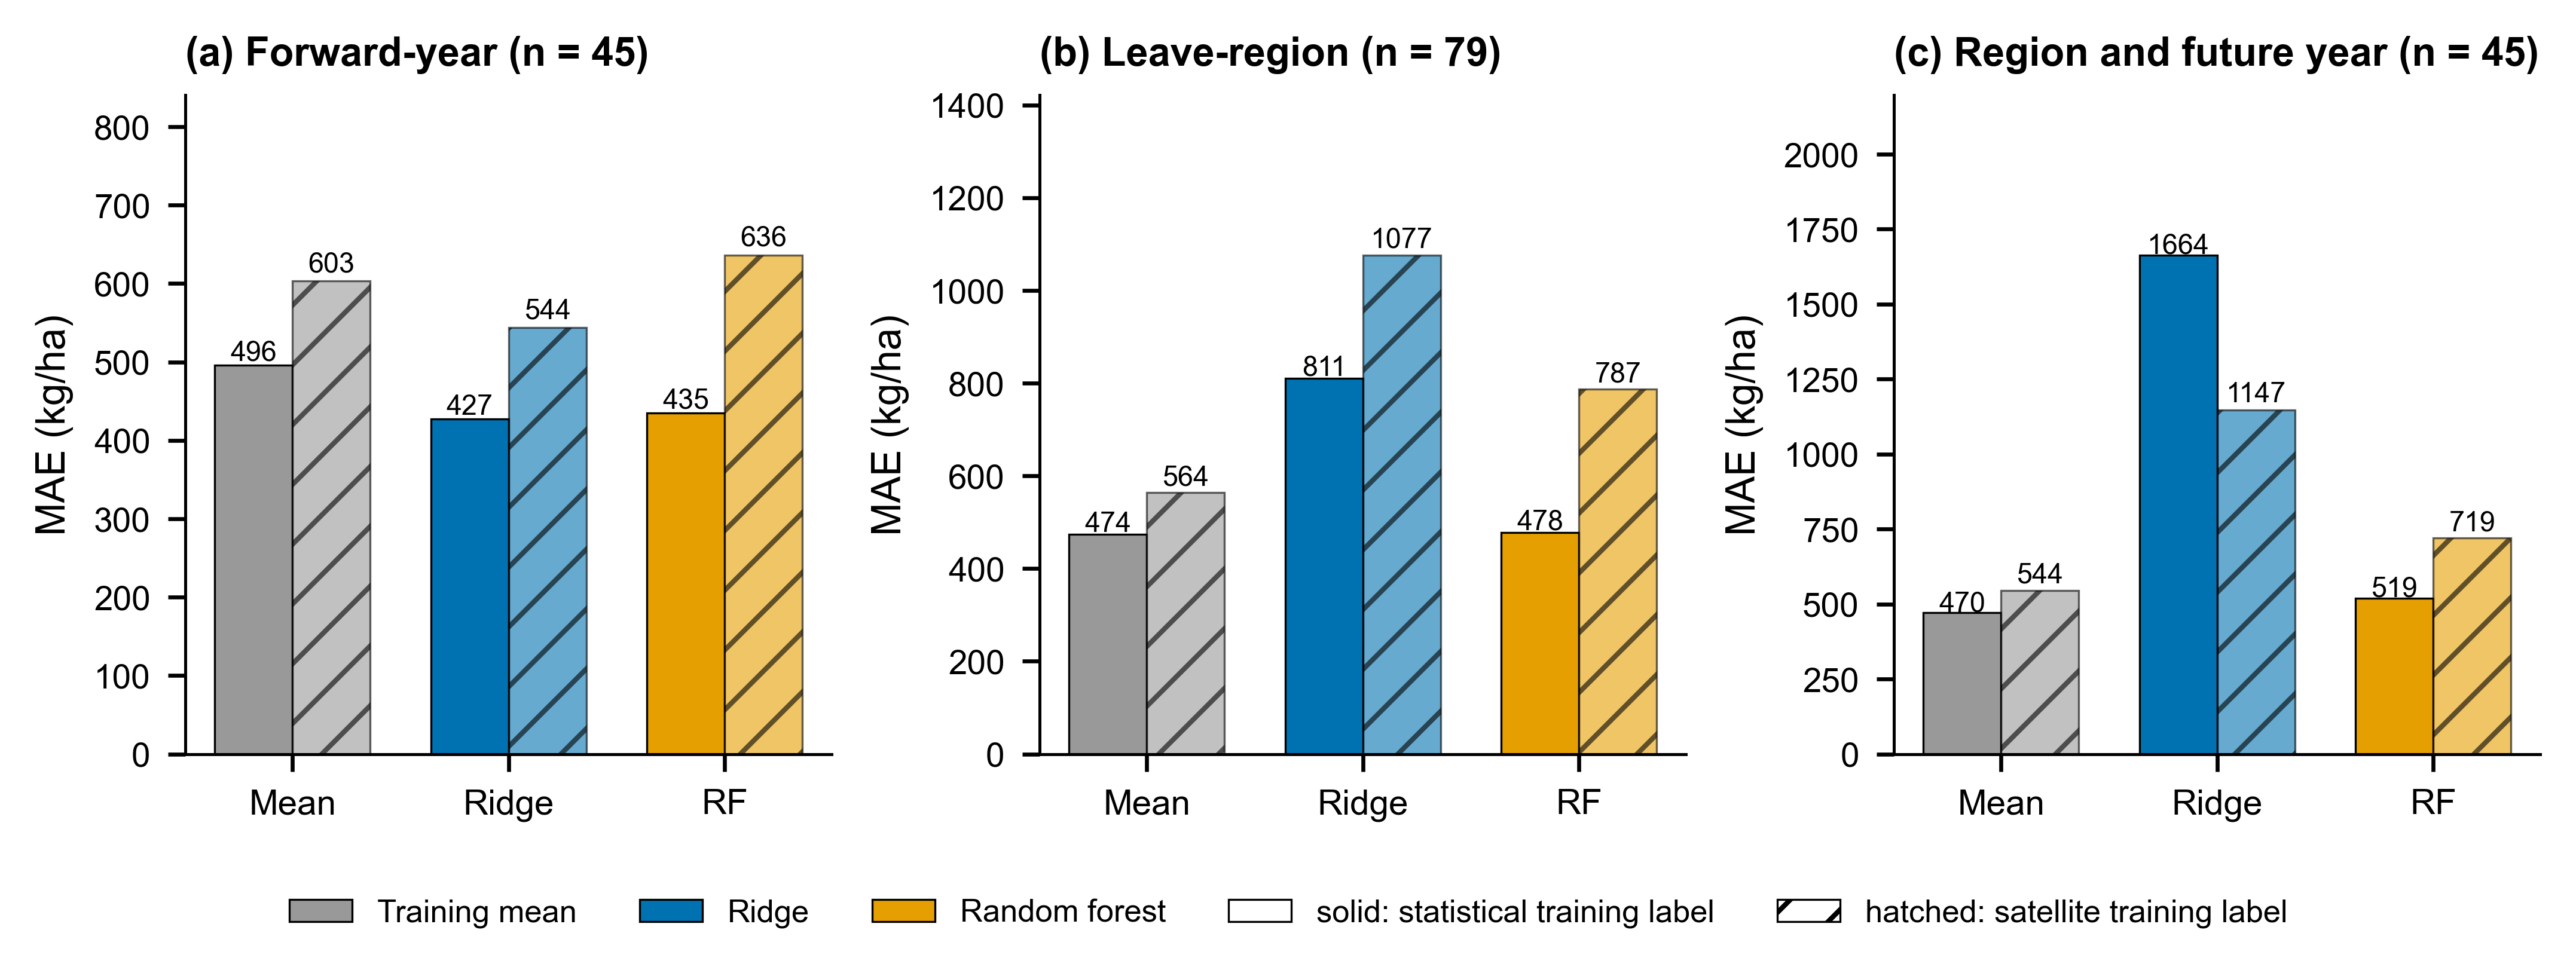 (a) Forward-year (n = 45)
MAE (kg/ha)
800
700
600
500
400
300
200
100
0
496
603
427
544
435
636
Mean
Ridge
RF
(b) Leave-region (n = 79)
MAE (kg/ha)
1400
1200
1000
800
600
400
200
0
474
564
811
1077
478
787
Mean
Ridge
RF
(c) Region and future year (n = 45)
MAE (kg/ha)
2000
1750
1500
1250
1000
750
500
250
0
470
544
1664
1147
519
719
Mean
Ridge
RF
Training mean
Ridge
Random forest
solid: statistical training label
hatched: satellite training label